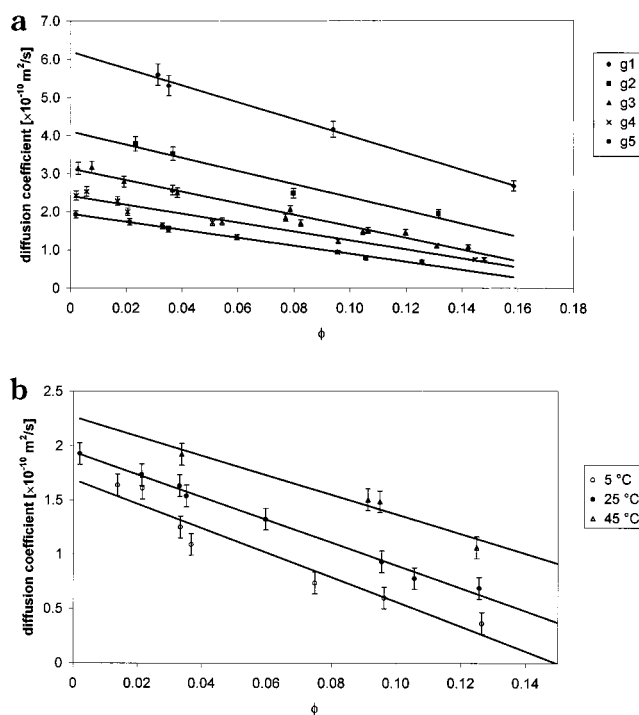 a
diffusion coefficient [×10⁻¹⁰ m²/s]
7.0
6.0
5.0
4.0
3.0
2.0
1.0
0.0
0.00 0.02 0.04 0.06 0.08 0.10 0.12 0.14 0.16 0.18
ϕ
g1
g2
g3
g4
g5
b
diffusion coefficient [×10⁻¹⁰ m²/s]
2.5
2
1.5
1
0.5
0
0 0.02 0.04 0.06 0.08 0.1 0.12 0.14
ϕ
5 °C
25 °C
45 °C